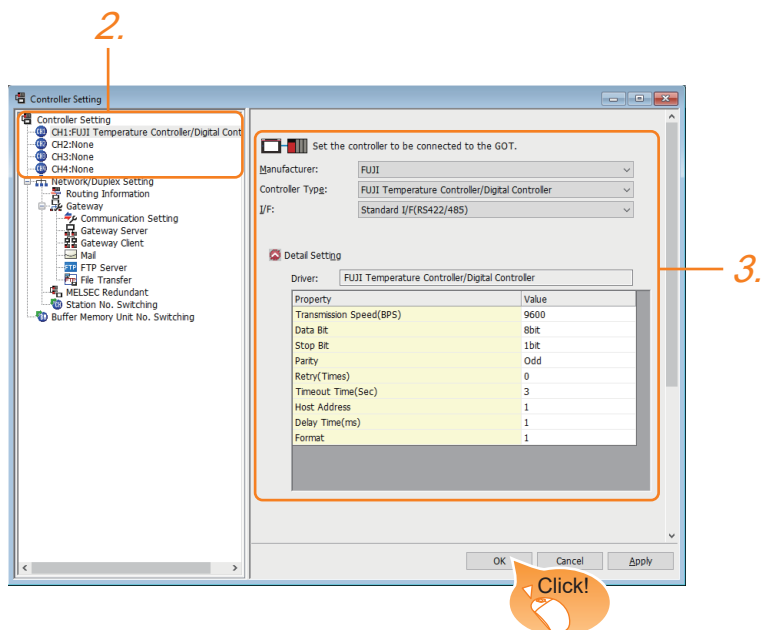 2.
Controller Setting
Controller Setting
CH1:FUJI Temperature Controller/Digital Cont
CH2:None
CH3:None
CH4:None
Network/Duplex Setting
Routing Information
Gateway
Communication Setting
Gateway Server
Gateway Client
Mail
FTP FTP Server
File Transfer
MELSEC Redundant
Station No. Switching
Buffer Memory Unit No. Switching
Set the controller to be connected to the GOT.
Manufacturer: FUJI
Controller Type: FUJI Temperature Controller/Digital Controller
I/F: Standard I/F(RS422/485)
Detail Setting
Driver: FUJI Temperature Controller/Digital Controller
Property Value
Transmission Speed(BPS) 9600
Data Bit 8bit
Stop Bit 1bit
Parity Odd
Retry(Times) 0
Timeout Time(Sec) 3
Host Address 1
Delay Time(ms) 1
Format 1
3.
OK Cancel Apply
Click!